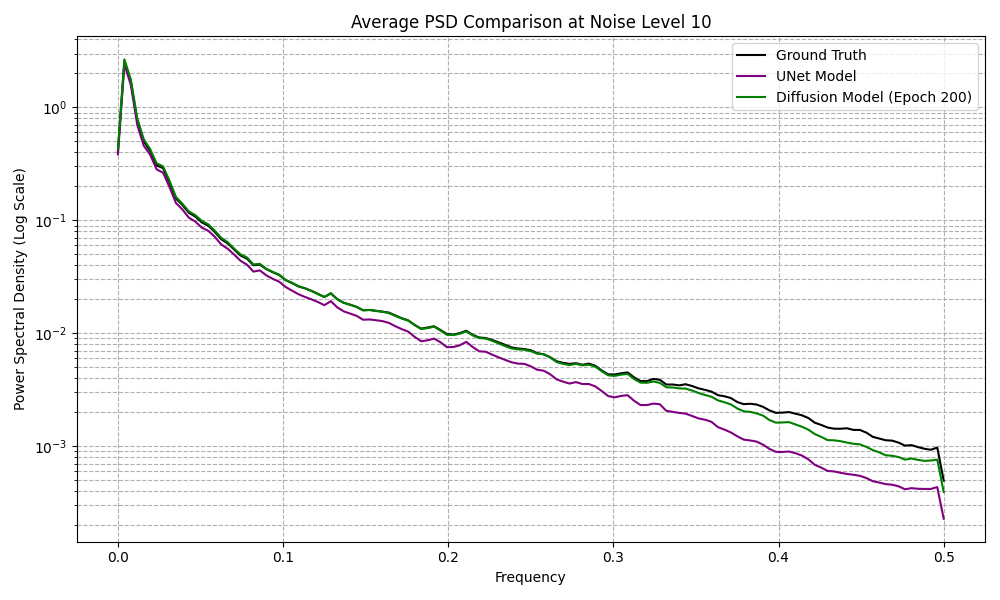 Average PSD Comparison at Noise Level 10
Ground Truth
UNet Model
Diffusion Model (Epoch 200)
Power Spectral Density (Log Scale)
10⁰
10⁻¹
10⁻²
10⁻³
0.0
0.1
0.2
0.3
0.4
0.5
Frequency